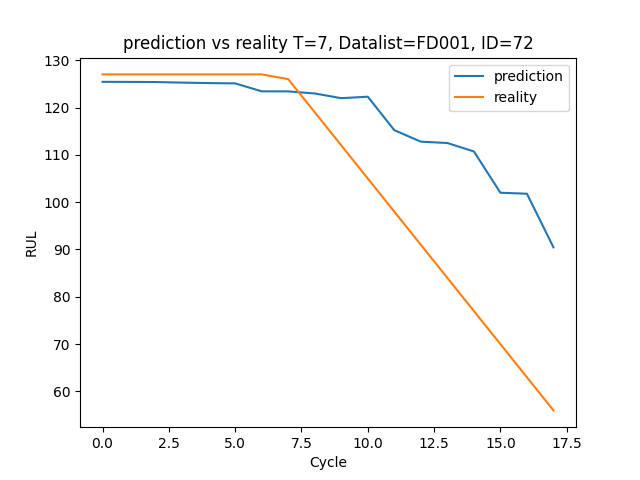 prediction vs reality T=7, Datalist=FD001, ID=72
prediction
reality
130
120
110
100
90
80
70
60
RUL
0.0 2.5 5.0 7.5 10.0 12.5 15.0 17.5
Cycle